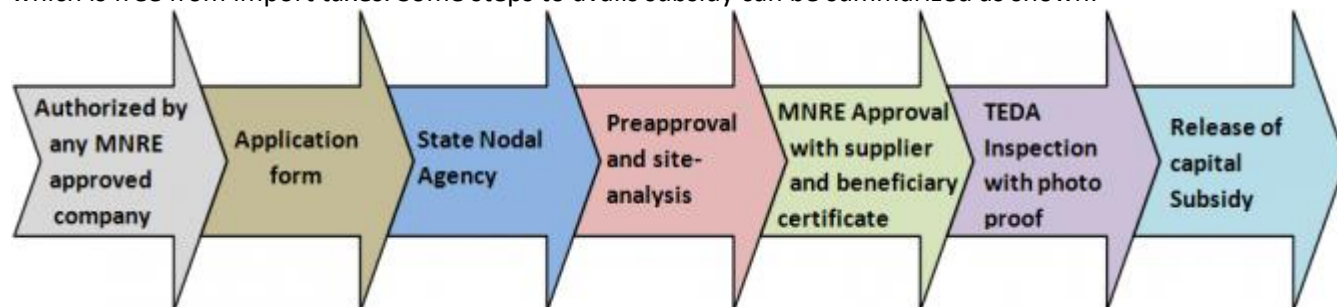 which is free from import taxes. Some steps to avails subsidy can be summarized as shown:
Authorized by
any MNRE
approved
company
Application
form
State Nodal
Agency
Preapproval
and site-
analysis
MNRE Approval
with supplier
and beneficiary
certificate
TEDA
Inspection
with photo
proof
Release of
capital
Subsidy